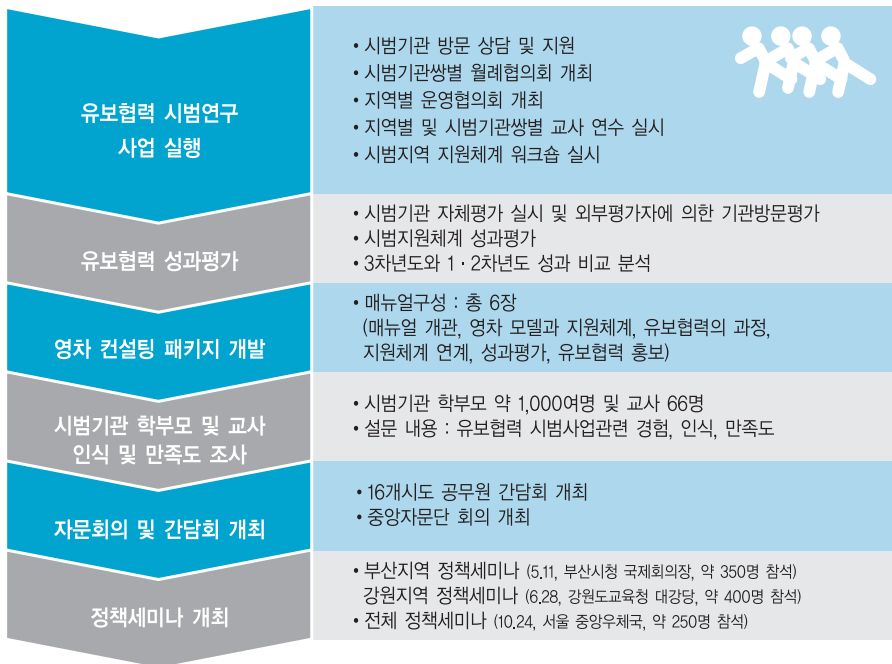 유보협력 시범연구
사업 실행
• 시범기관 방문 상담 및 지원
• 시범기관쌍별 월례협의회 개최
• 지역별 운영협의회 개최
• 지역별 및 시범기관쌍별 교사 연수 실시
• 시범지역 지원체계 워크숍 실시
유보협력 성과평가
• 시범기관 자체평가 실시 및 외부평가자에 의한 기관방문평가
• 시범지원체계 성과평가
• 3차년도와 1·2차년도 성과 비교 분석
영차 컨설팅 패키지 개발
• 매뉴얼구성 : 총 6장
(매뉴얼 개관, 영차 모델과 지원체계, 유보협력의 과정,
지원체계 연계, 성과평가, 유보협력 홍보)
시범기관 학부모 및 교사
인식 및 만족도 조사
• 시범기관 학부모 약 1,000여명 및 교사 66명
• 설문 내용 : 유보협력 시범사업관련 경험, 인식, 만족도
자문회의 및 간담회 개최
• 16개시도 공무원 간담회 개최
• 중앙자문단 회의 개최
정책세미나 개최
• 부산지역 정책세미나 (5.11, 부산시청 국제회의장, 약 350명 참석)
강원지역 정책세미나 (6.28, 강원도교육청 대강당, 약 400명 참석)
• 전체 정책세미나 (10.24, 서울 중앙우체국, 약 250명 참석)